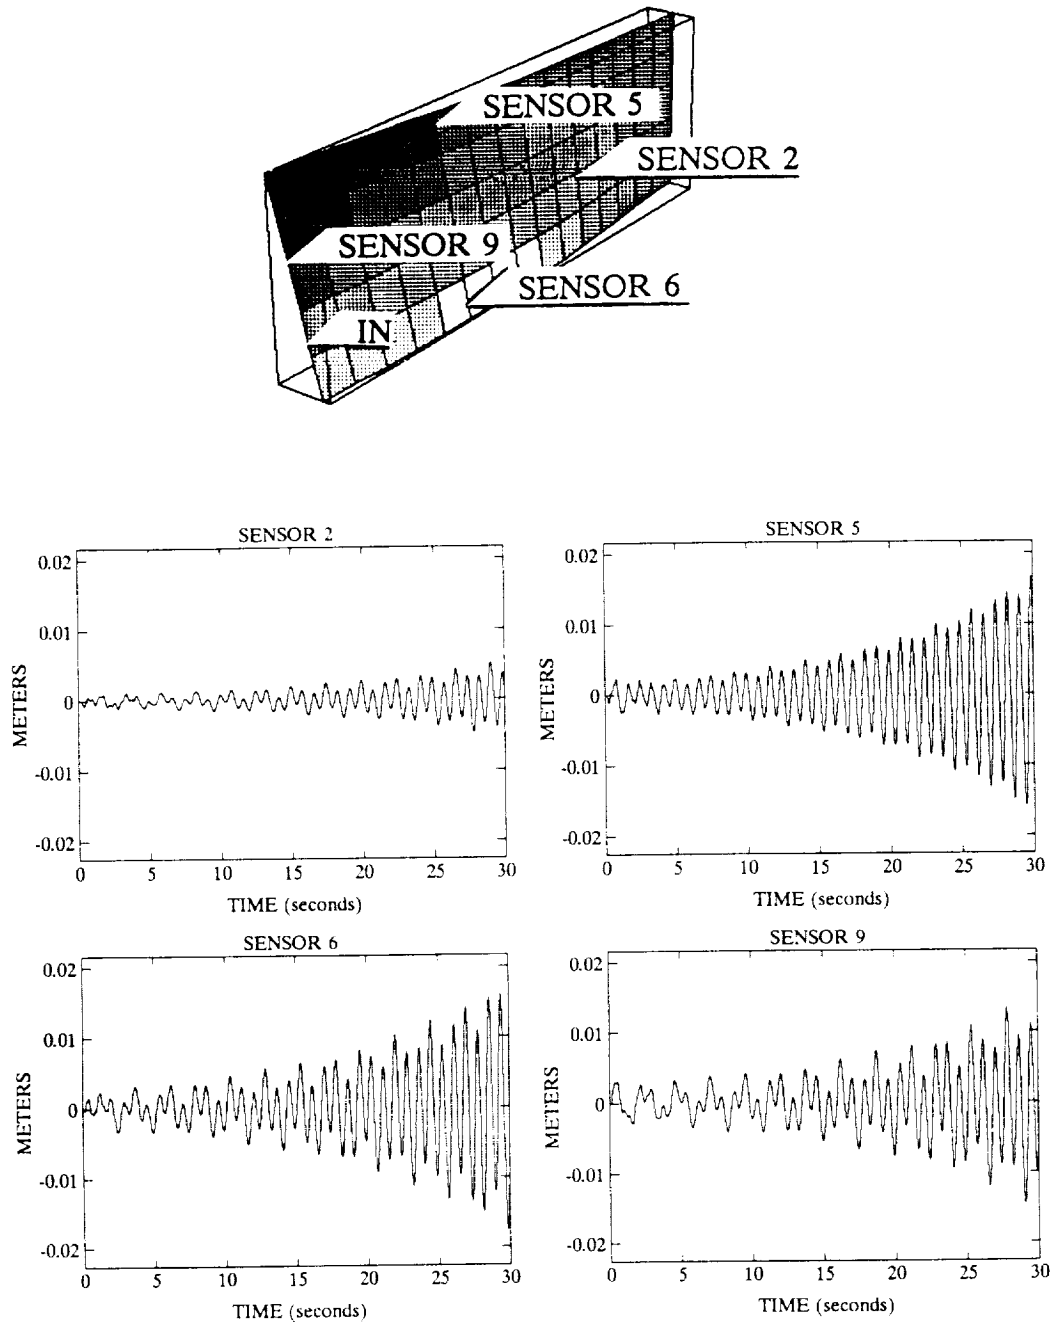 SENSOR 5
SENSOR 2
SENSOR 9
SENSOR 6
IN
SENSOR 2
0.02
0.01
0
-0.01
-0.02
METERS
0 5 10 15 20 25 30
TIME (seconds)
SENSOR 5
0.02
0.01
0
-0.01
-0.02
METERS
0 5 10 15 20 25 30
TIME (seconds)
SENSOR 6
0.02
0.01
0
-0.01
-0.02
METERS
0 5 10 15 20 25 30
TIME (seconds)
SENSOR 9
0.02
0.01
0
-0.01
-0.02
METERS
0 5 10 15 20 25 30
TIME (seconds)